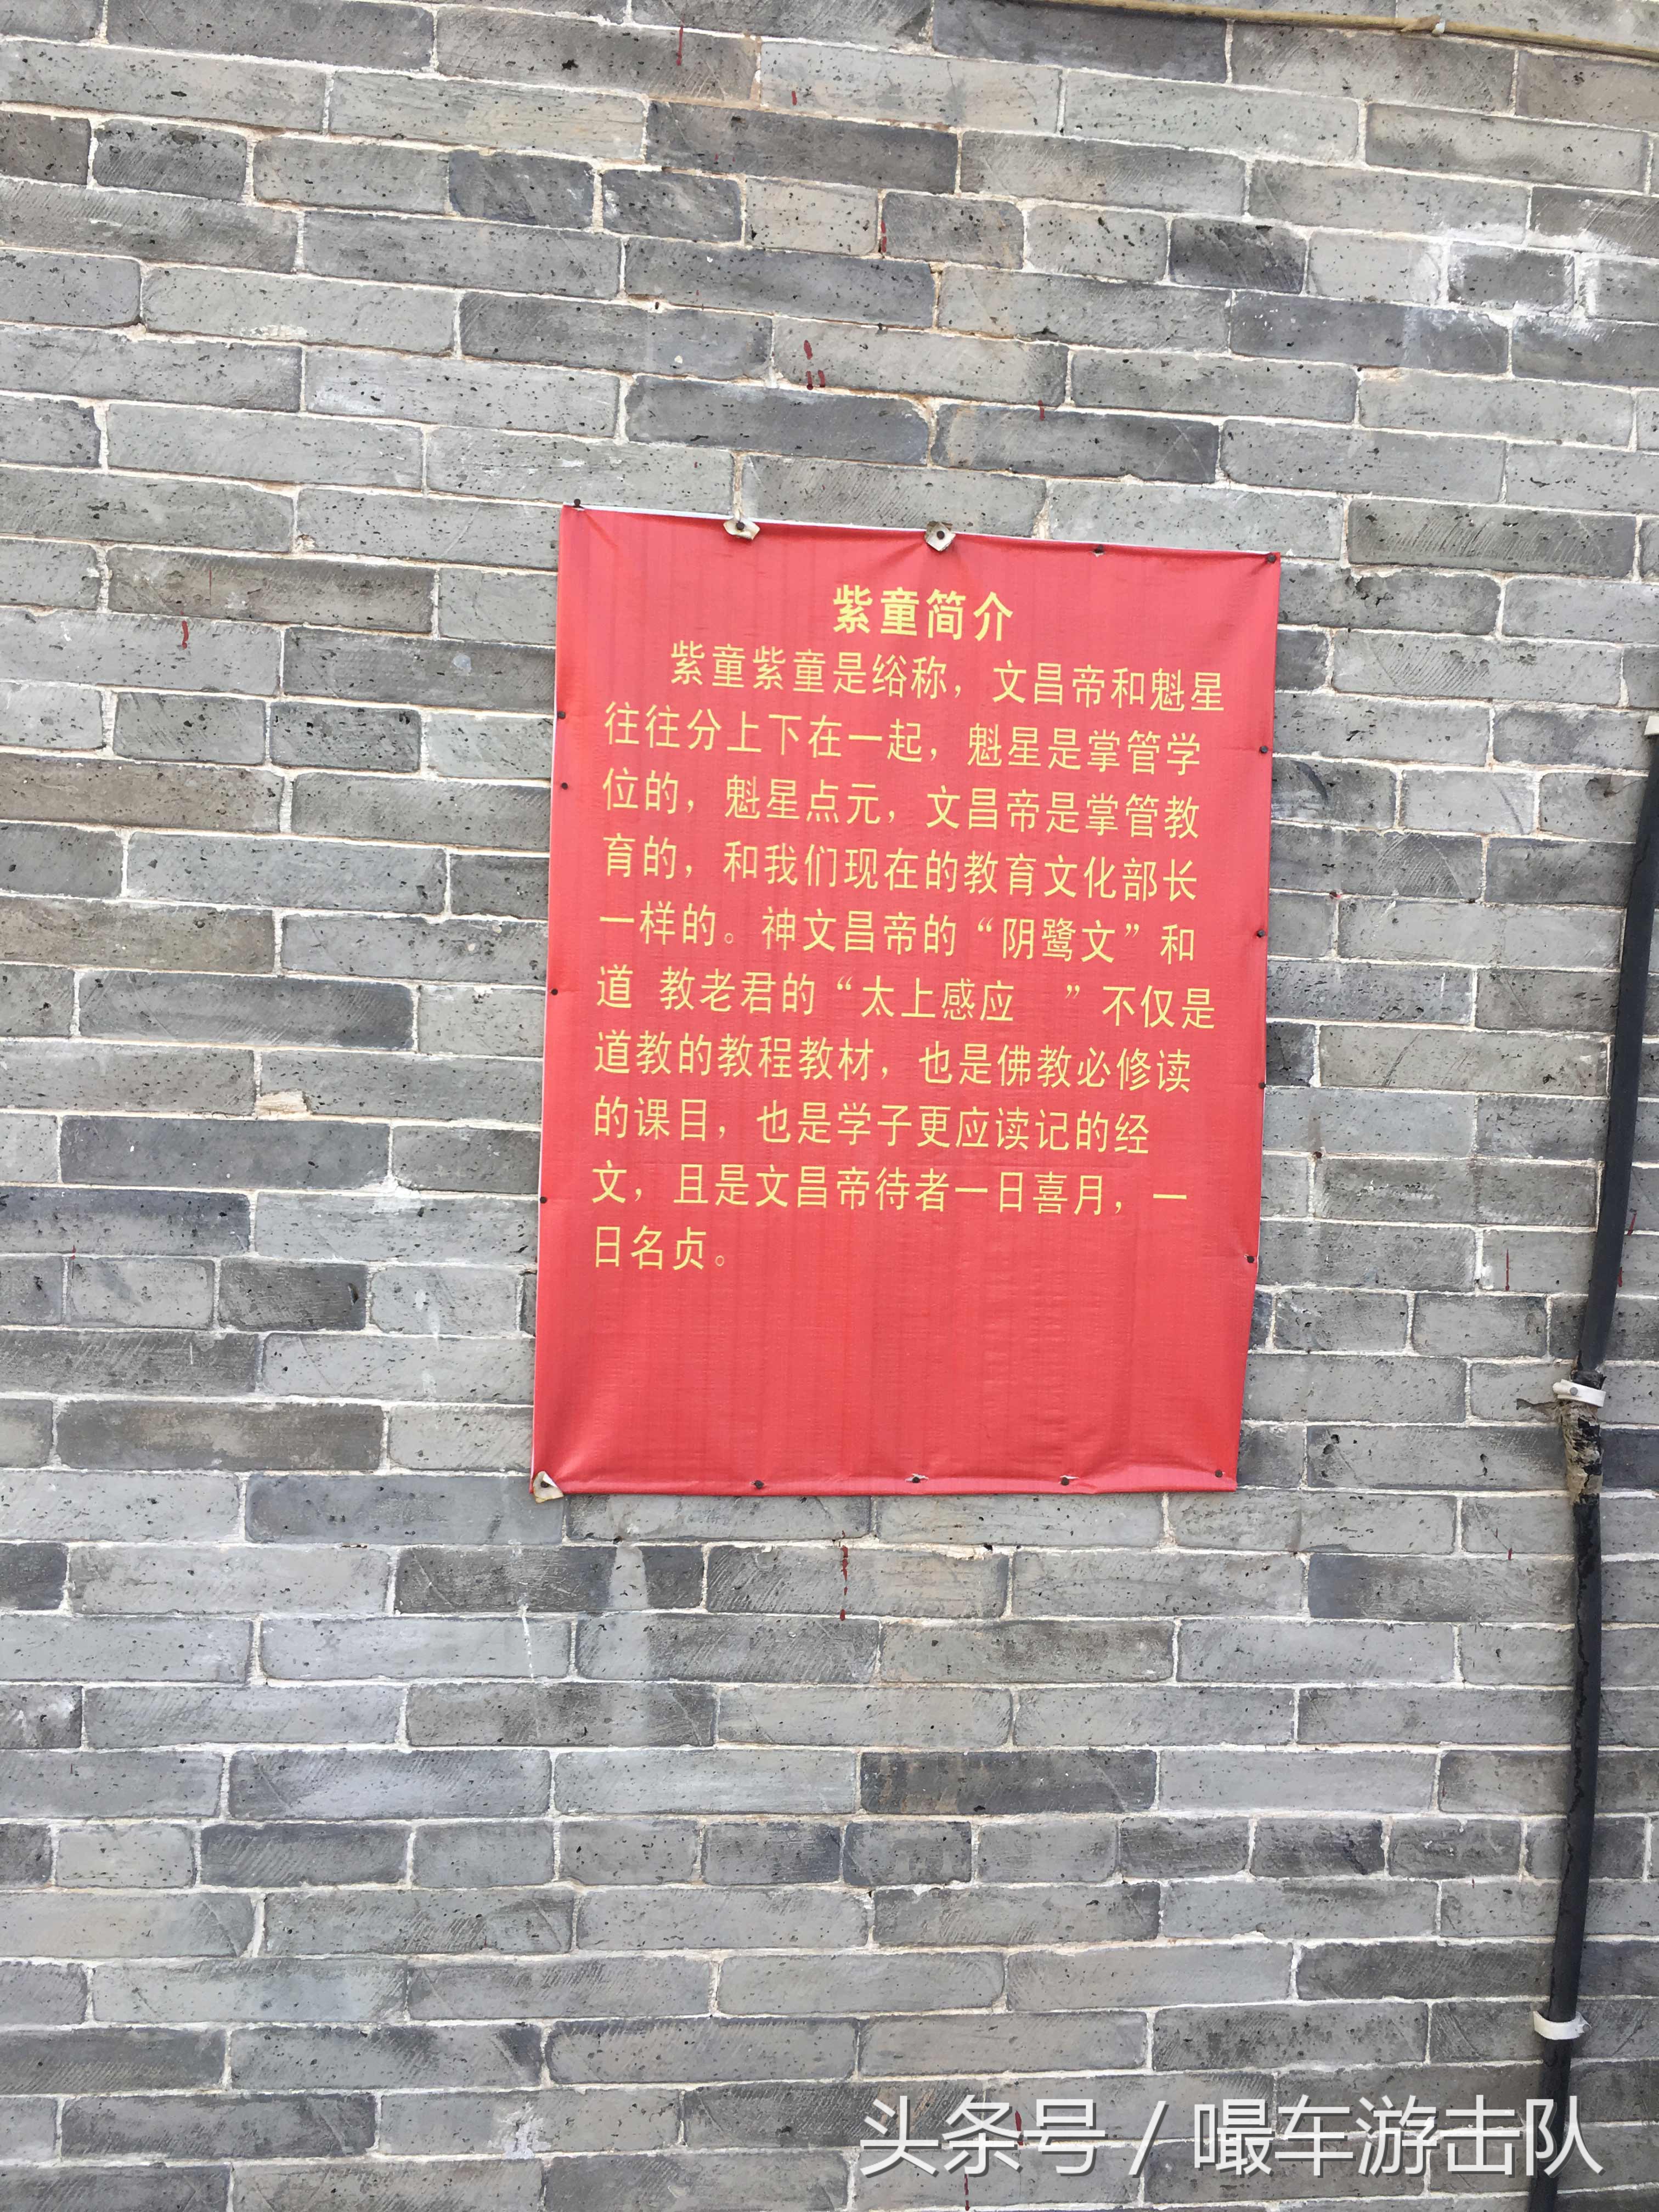 紫童简介
紫童紫童是绤称，文昌帝和魁星
往往分上下在一起，魁星是掌管学
位的，魁星点元，文昌帝是掌管教
育的，和我们现在的教育文化部长
一样的。神文昌帝的“阴鹭文”和
道 教老君的“太上感应 ”不仅是
道教的教程教材，也是佛教必修读
的课目，也是学子更应读记的经
文，且是文昌帝待者一日喜月，一
日名贞。
头条号 / 嘬车游击队